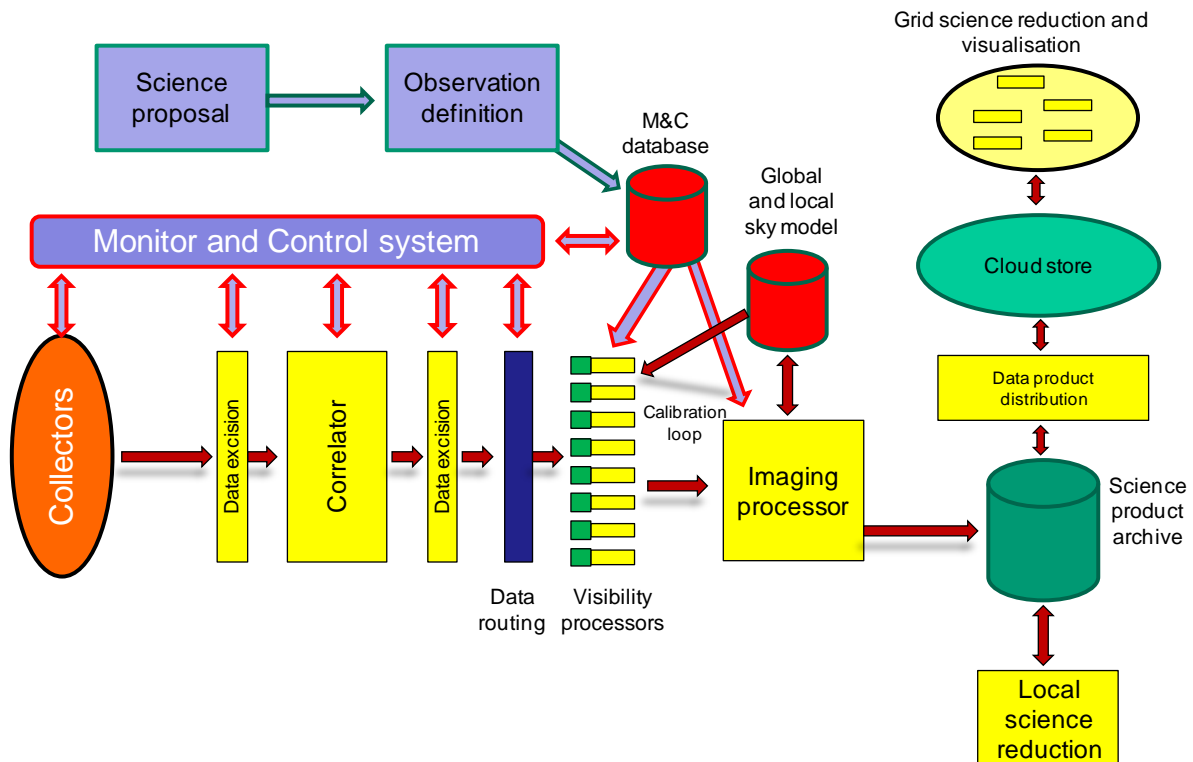 Grid science reduction and
visualisation
Science
proposal
Observation
definition
M&C
database
Global
and local
sky model
Monitor and Control system
Cloud store
Data product
distribution
Collectors
Data excision
Correlator
Data excision
Calibration
loop
Imaging
processor
Science
product
archive
Data
routing
Visibility
processors
Local
science
reduction